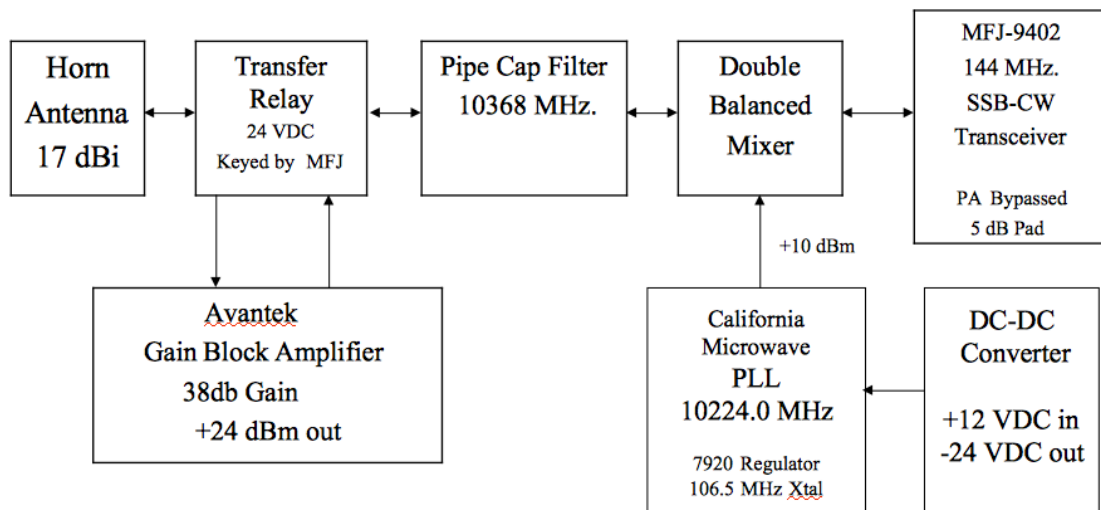 Horn
Antenna
17 dBi
Transfer
Relay
24 VDC
Keyed by MFJ
Pipe Cap Filter
10368 MHz.
Double
Balanced
Mixer
MFJ-9402
144 MHz.
SSB-CW
Transceiver
PA Bypassed
5 dB Pad
+10 dBm
Avantek
Gain Block Amplifier
38db Gain
+24 dBm out
California
Microwave
PLL
10224.0 MHz
7920 Regulator
106.5 MHz Xtal
DC-DC
Converter
+12 VDC in
-24 VDC out